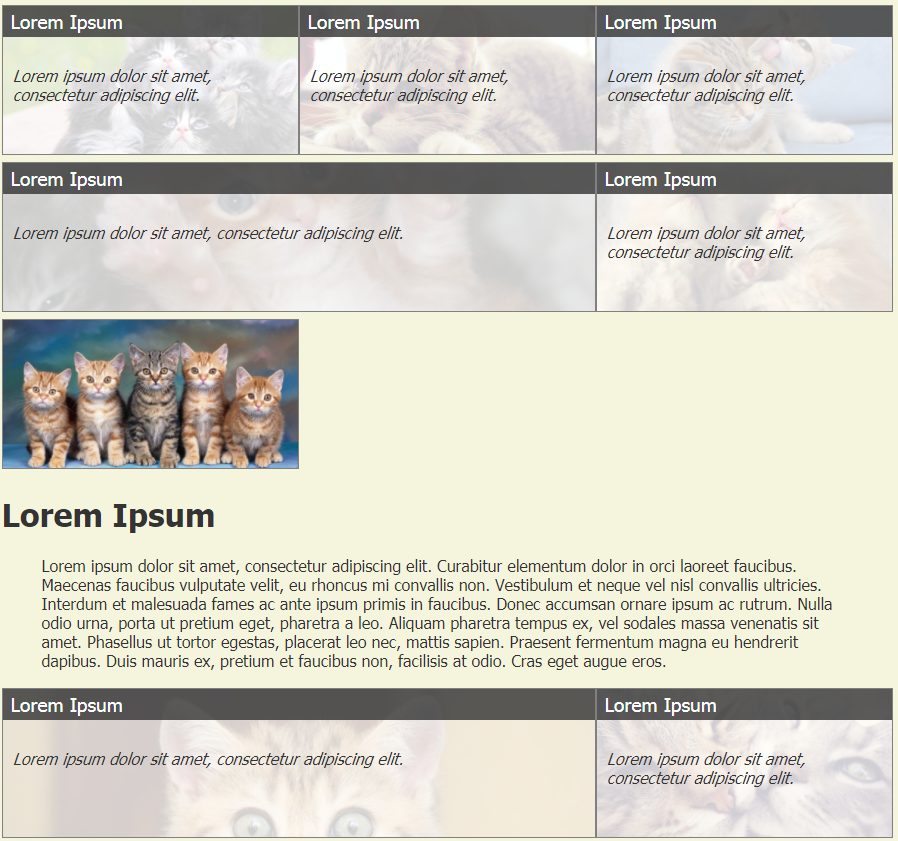 Lorem Ipsum
Lorem ipsum dolor sit amet,
consectetur adipiscing elit.
Lorem Ipsum
Lorem ipsum dolor sit amet,
consectetur adipiscing elit.
Lorem Ipsum
Lorem ipsum dolor sit amet,
consectetur adipiscing elit.
Lorem Ipsum
Lorem ipsum dolor sit amet, consectetur adipiscing elit.
Lorem Ipsum
Lorem ipsum dolor sit amet,
consectetur adipiscing elit.
Lorem Ipsum
Lorem ipsum dolor sit amet, consectetur adipiscing elit. Curabitur elementum dolor in orci laoreet faucibus.
Maecenas faucibus vulputate velit, eu rhoncus mi convallis non. Vestibulum et neque vel nisl convallis ultricies.
Interdum et malesuada fames ac ante ipsum primis in faucibus. Donec accumsan ornare ipsum ac rutrum. Nulla
odio urna, porta ut pretium eget, pharetra a leo. Aliquam pharetra tempus ex, vel sodales massa venenatis sit
amet. Phasellus ut tortor egestas, placerat leo nec, mattis sapien. Praesent fermentum magna eu hendrerit
dapibus. Duis mauris ex, pretium et faucibus non, facilisis at odio. Cras eget augue eros.
Lorem Ipsum
Lorem ipsum dolor sit amet, consectetur adipiscing elit.
Lorem Ipsum
Lorem ipsum dolor sit amet,
consectetur adipiscing elit.